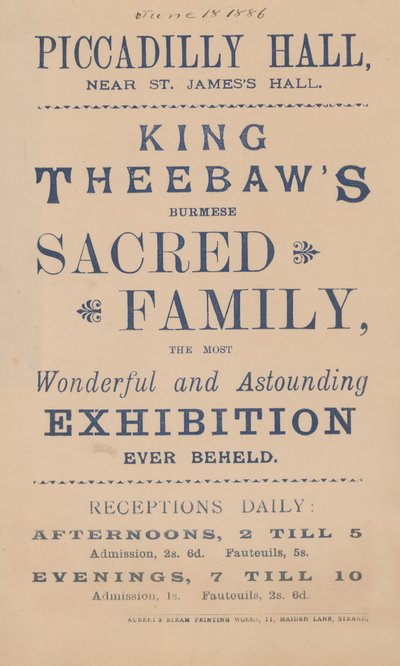 June 18 1886
PICCADILLY HALL,
NEAR ST. JAMES'S HALL.
KING
THEEBAW'S
BURMESE
SACRED
FAMILY,
THE MOST
Wonderful and Astounding
EXHIBITION
EVER BEHELD.
RECEPTIONS DAILY:
AFTERNOONS, 2 TILL 5
Admission, 2s. 6d. Fauteuils, 5s.
EVENINGS, 7 TILL 10
Admission, 1s. Fauteuils, 2s. 6d.
AUBERT'S STEAM PRINTING WORKS, 11, MAIDEN LANE, STRAND.